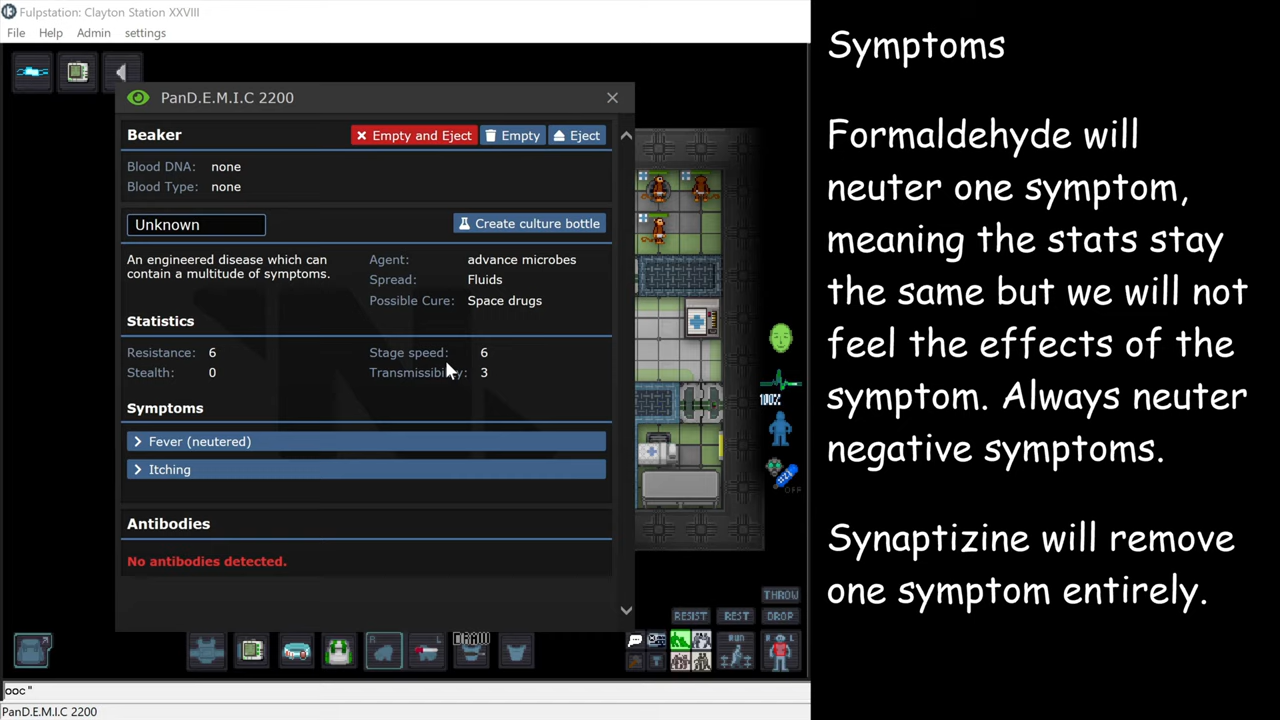 Fulpstation: Clayton Station XXVIII
File Help Admin settings
PanD.E.M.I.C 2200
Beaker
Empty and Eject
Empty
Eject
Blood DNA: none
Blood Type: none
Unknown
Create culture bottle
An engineered disease which can
contain a multitude of symptoms.
Agent: advance microbes
Spread: Fluids
Possible Cure: Space drugs
Statistics
Resistance: 6
Stage speed: 6
Stealth: 0
Transmissibility: 3
Symptoms
Fever (neutered)
Itching
Antibodies
No antibodies detected.
100%
OFF
THROW
RESIST REST DROP
DRAW
RUN
R L
ooc "
PanD.E.M.I.C 2200
Symptoms
Formaldehyde will
neuter one symptom,
meaning the stats stay
the same but we will not
feel the effects of the
symptom. Always neuter
negative symptoms.
Synaptizine will remove
one symptom entirely.